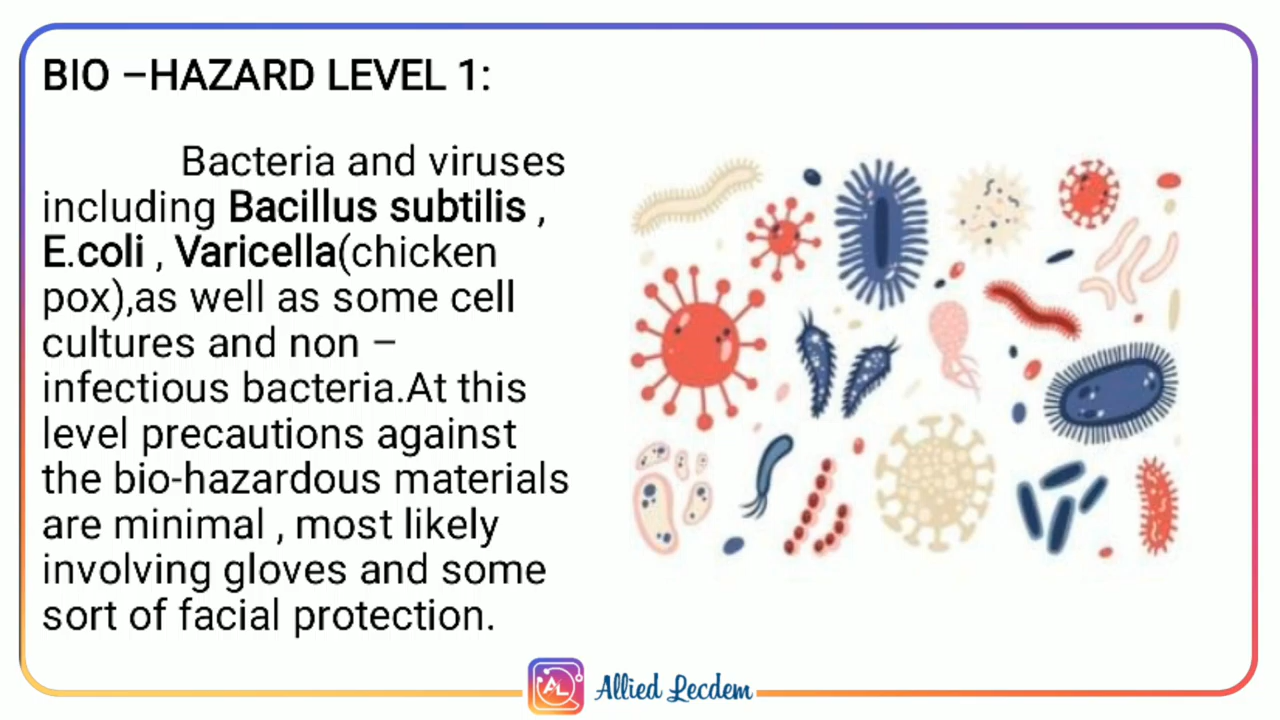 BIO –HAZARD LEVEL 1:
Bacteria and viruses
including Bacillus subtilis ,
E.coli , Varicella(chicken
pox),as well as some cell
cultures and non –
infectious bacteria.At this
level precautions against
the bio-hazardous materials
are minimal , most likely
involving gloves and some
sort of facial protection.
AL
Allied Lecdem